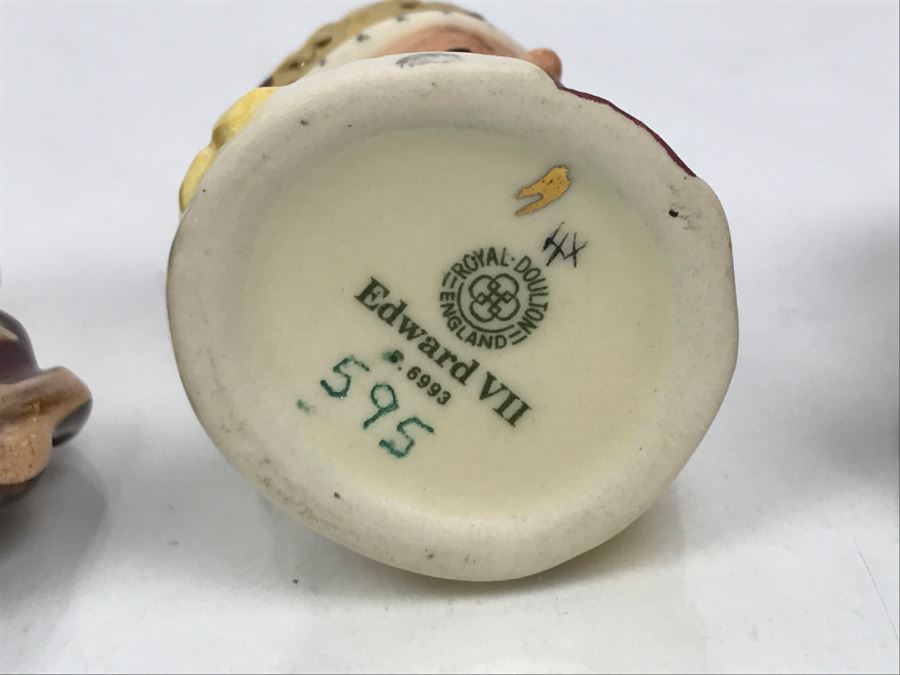 ROYAL·DOULTON
ENGLAND
Edward VII
6993
595